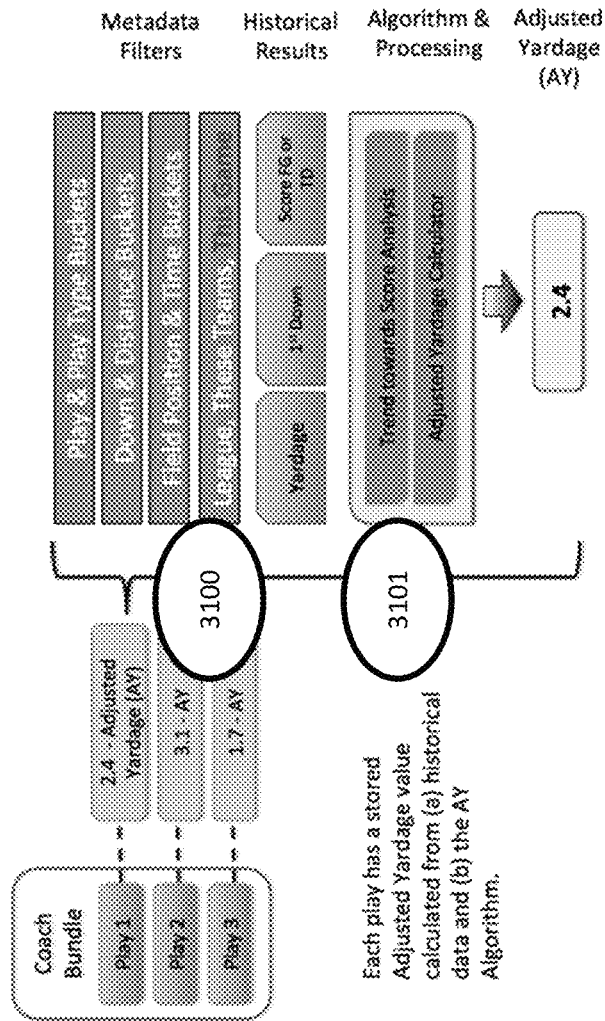 Coach
Bundle
Play 1
Play 2
Play 3
2.4 - Adjusted
Yardage (AY)
3.1 - AY
1.7 - AY
Each play has a stored
Adjusted Yardage value
calculated from (a) historical
data and (b) the AY
Algorithm.
3100
3101
Play & Play Type Buckets
Down & Distance Buckets
Field Position & Time Buckets
League, These Teams, This Game
Yardage
1st Down
Score FG or
TD
Trend towards Score Analysis
Adjusted Yardage Calculator
2.4
Metadata
Filters
Historical
Results
Algorithm &
Processing
Adjusted
Yardage
(AY)